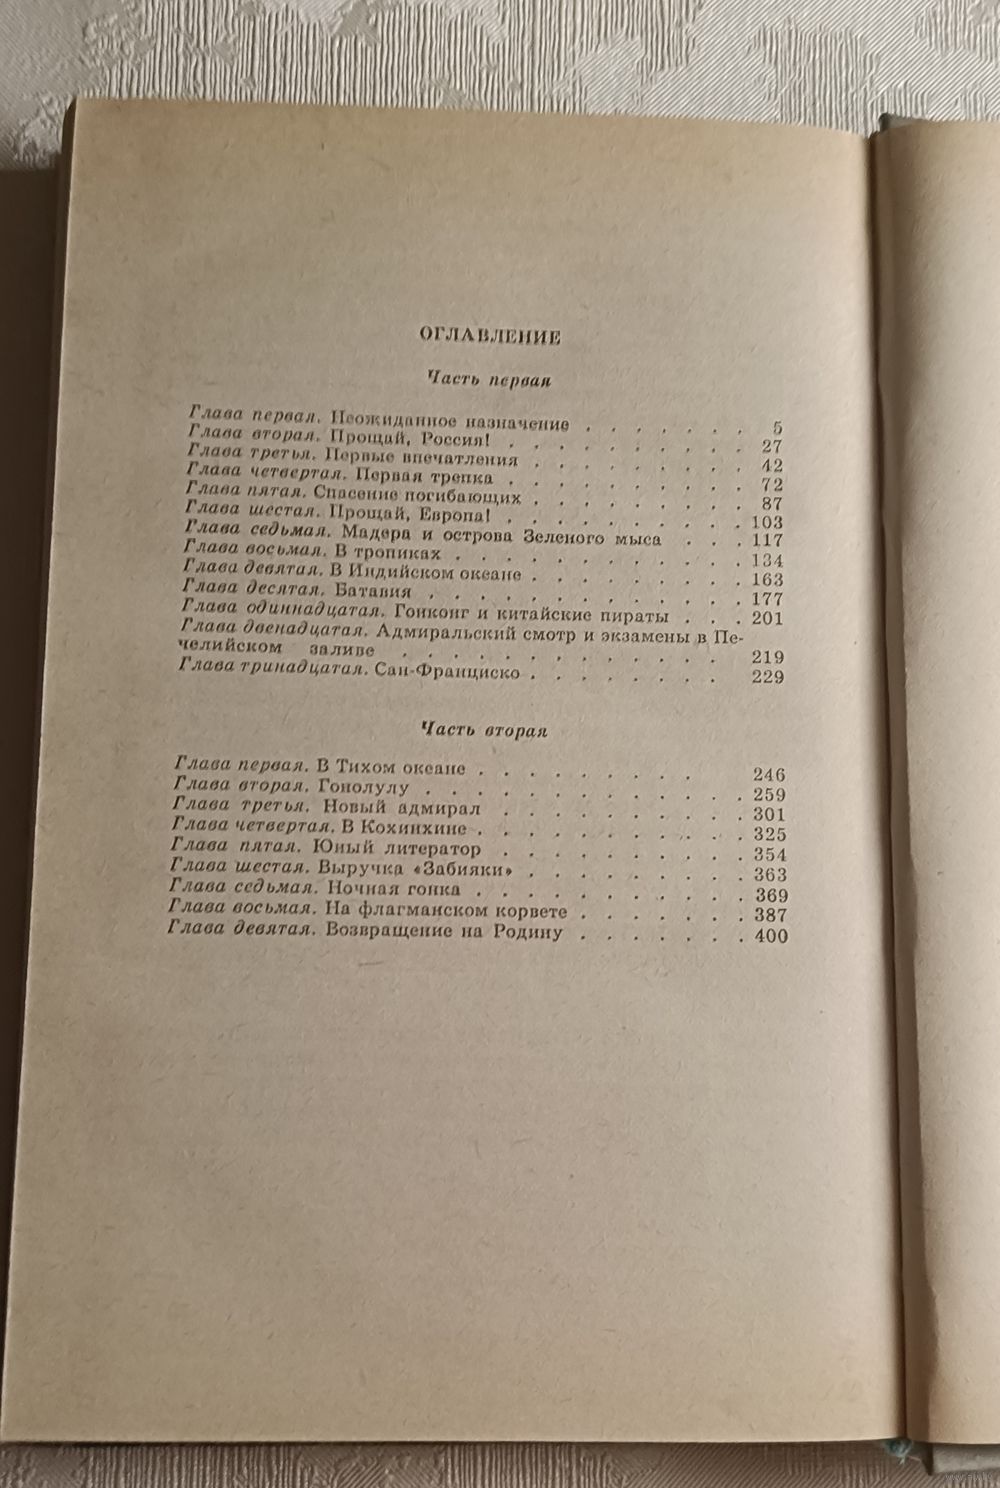 ОГЛАВЛЕНИЕ
Часть первая
Глава первая. Неожиданное назначение . . . . . . . 5
Глава вторая. Прощай, Россия! . . . . . . . . . 27
Глава третья. Первые впечатления . . . . . . . . 42
Глава четвертая. Первая трепка . . . . . . . . . 72
Глава пятая. Спасение погибающих . . . . . . . . 87
Глава шестая. Прощай, Европа! . . . . . . . . . 103
Глава седьмая. Мадера и острова Зеленого мыса . . . 117
Глава восьмая. В тропиках . . . . . . . . . . . 134
Глава девятая. В Индийском океане . . . . . . . . 163
Глава десятая. Батавия . . . . . . . . . . . . 177
Глава одиннадцатая. Гонконг и китайские пираты . . . 201
Глава двенадцатая. Адмиральский смотр и экзамены в Пе-
челийском заливе . . . . . . . . . . . . 219
Глава тринадцатая. Сан-Франциско . . . . . . . . 229
Часть вторая
Глава первая. В Тихом океане . . . . . . . . . 246
Глава вторая. Гонолулу . . . . . . . . . . . . 259
Глава третья. Новый адмирал . . . . . . . . . 301
Глава четвертая. В Кохинхине . . . . . . . . . . 325
Глава пятая. Юный литератор . . . . . . . . . 354
Глава шестая. Выручка «Забияки» . . . . . . . . 363
Глава седьмая. Ночная гонка . . . . . . . . . . 369
Глава восьмая. На флагманском корвете . . . . . . 387
Глава девятая. Возвращение на Родину . . . . . . 400